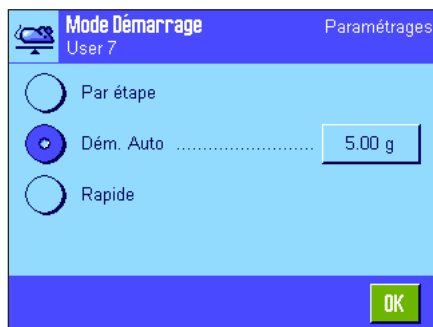 Mode Démarrage Paramétrages
User 7
Par étape
Dém. Auto .......................... 5.00 g
Rapide
OK